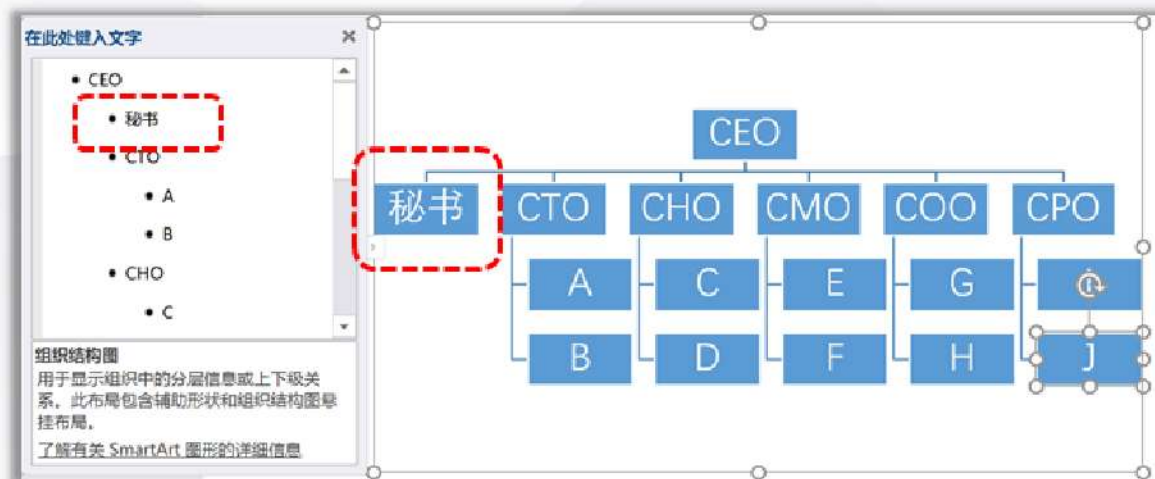 在此处键入文字
• CEO
• 秘书
• CTO
• A
• B
• CHO
• C
组织结构图
用于显示组织中的分层信息或上下级关
系。此布局包含辅助形状和组织结构图悬
挂布局。
了解有关 SmartArt 图形的详细信息
CEO
秘书 CTO CHO CMO COO CPO
A C E G
B D F H J